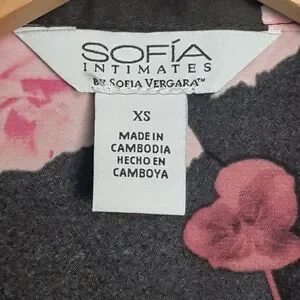 SOFÍA
INTIMATES
BY SOFIA VERGARA™
XS
MADE IN
CAMBODIA
HECHO EN
CAMBOYA